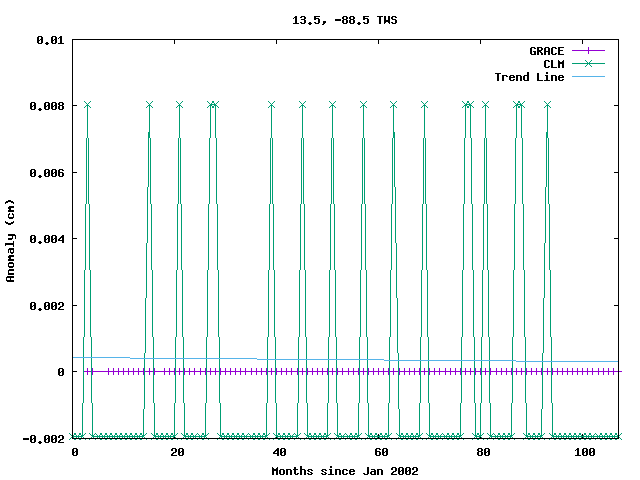 13.5, -88.5 TWS
0.01
GRACE
CLM
Trend Line
0.008
0.006
0.004
0.002
0
-0.002
Anomaly (cm)
0 20 40 60 80 100
Months since Jan 2002